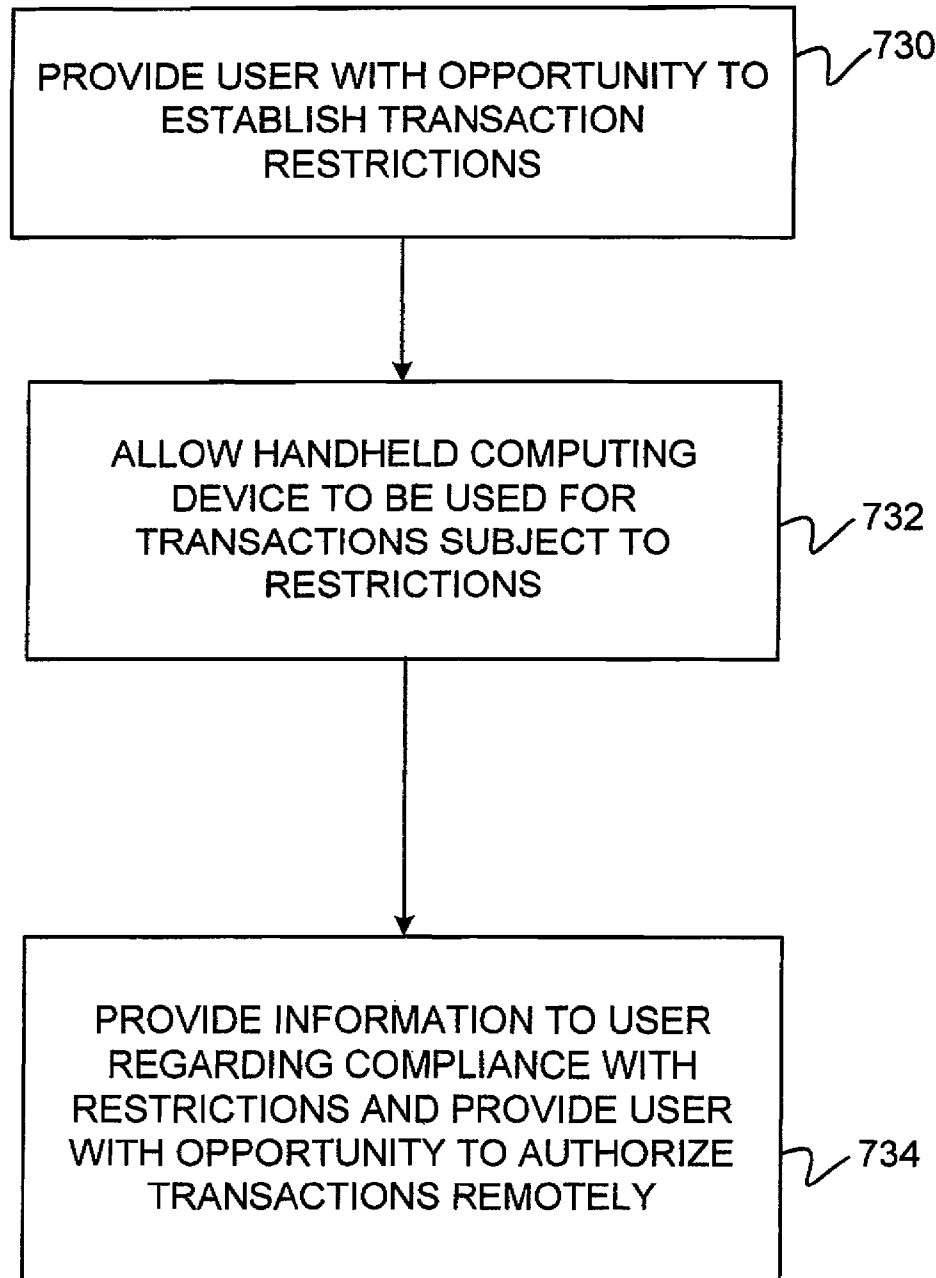 PROVIDE USER WITH OPPORTUNITY TO
ESTABLISH TRANSACTION
RESTRICTIONS
730
ALLOW HANDHELD COMPUTING
DEVICE TO BE USED FOR
TRANSACTIONS SUBJECT TO
RESTRICTIONS
732
PROVIDE INFORMATION TO USER
REGARDING COMPLIANCE WITH
RESTRICTIONS AND PROVIDE USER
WITH OPPORTUNITY TO AUTHORIZE
TRANSACTIONS REMOTELY
734